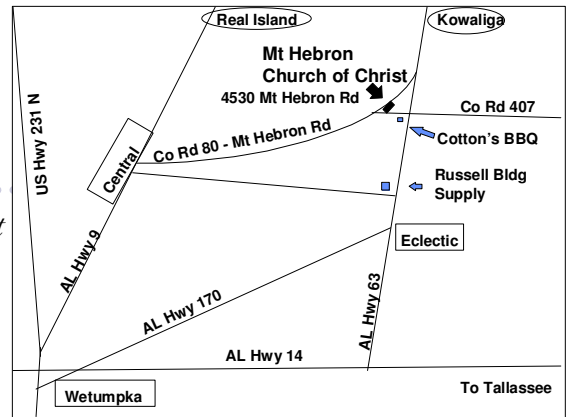 Real Island
Kowaliga
Mt Hebron
Church of Christ
4530 Mt Hebron Rd
Co Rd 407
US Hwy 231 N
Co Rd 80 - Mt Hebron Rd
Cotton's BBQ
Central
Russell Bldg
Supply
t
Eclectic
AL Hwy 9
AL Hwy 170
AL Hwy 63
AL Hwy 14
Wetumpka
To Tallassee